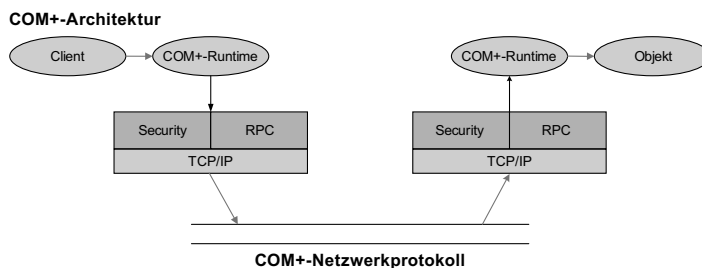 COM+-Architektur
Client
COM+-Runtime
COM+-Runtime
Objekt
Security
RPC
Security
RPC
TCP/IP
TCP/IP
COM+-Netzwerkprotokoll